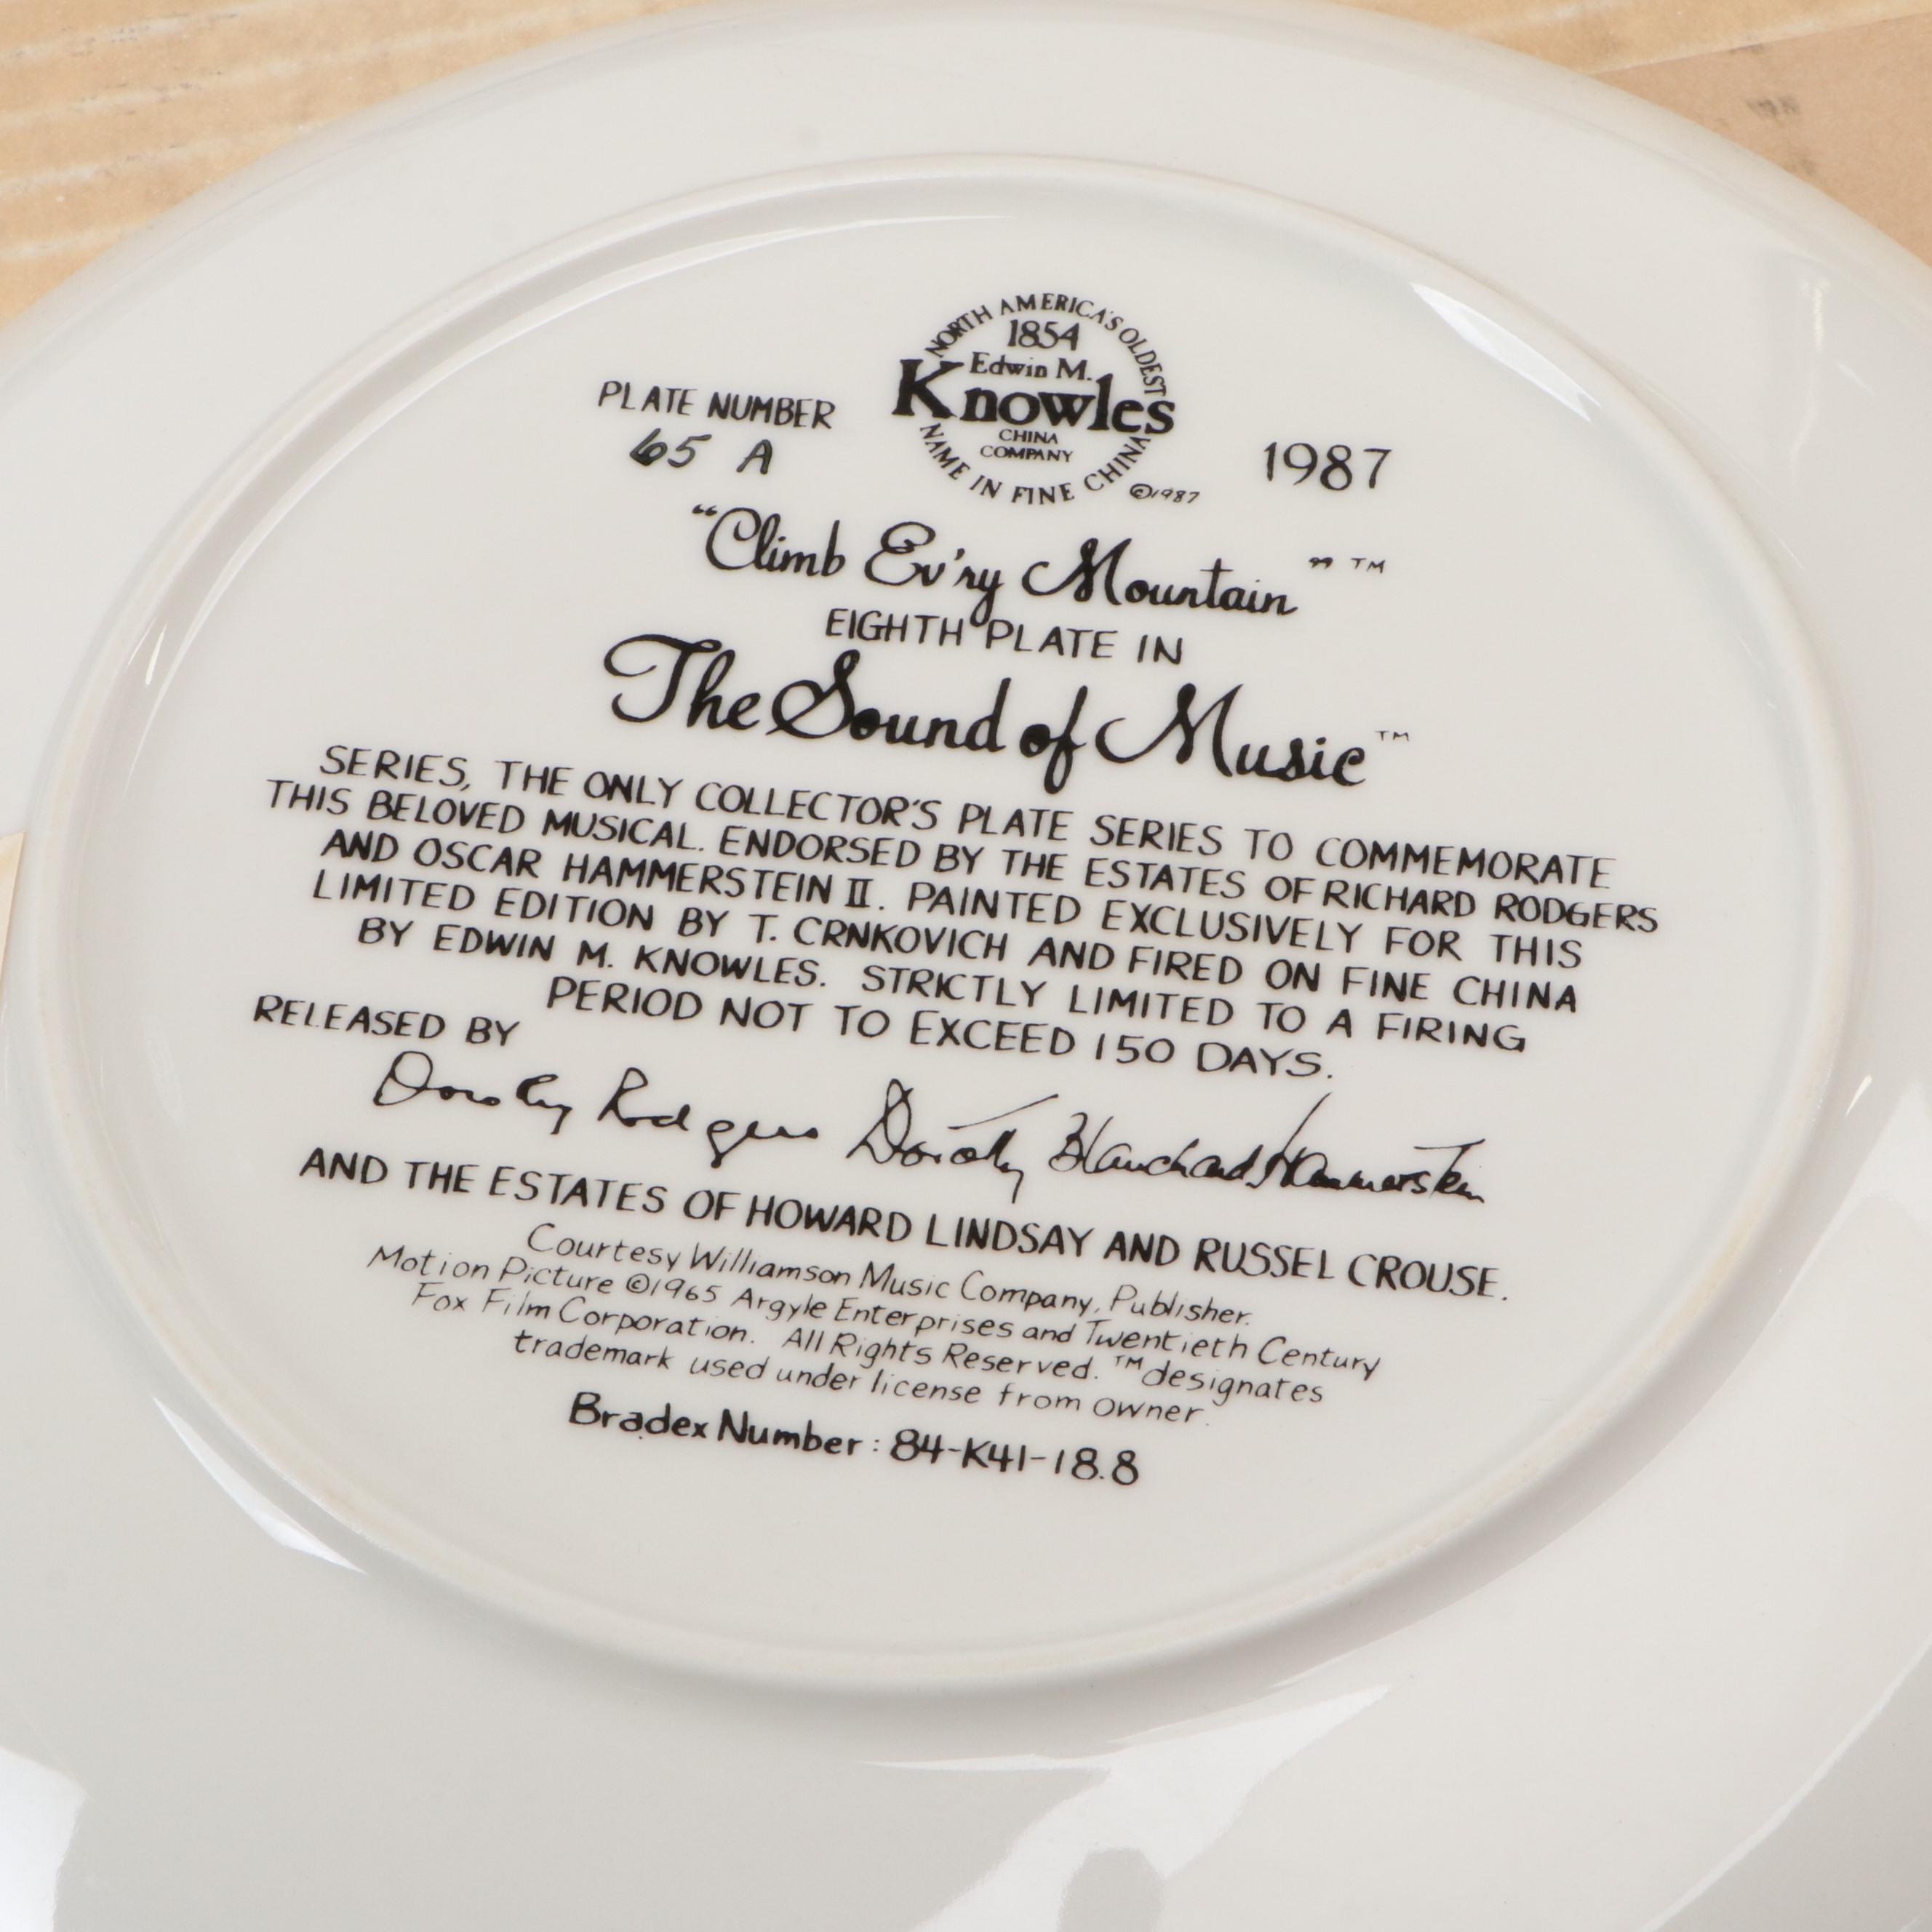 NORTH AMERICA'S OLDEST
1854
Edwin M.
Knowles
CHINA
COMPANY
NAME IN FINE CHINA
©1987
PLATE NUMBER
65 A
1987
"Climb Ev'ry Mountain" ™
EIGHTH PLATE IN
The Sound of Music™
SERIES, THE ONLY COLLECTOR'S PLATE SERIES TO COMMEMORATE
THIS BELOVED MUSICAL. ENDORSED BY THE ESTATES OF RICHARD RODGERS
AND OSCAR HAMMERSTEIN II. PAINTED EXCLUSIVELY FOR THIS
LIMITED EDITION BY T. CRNKOVICH AND FIRED ON FINE CHINA
BY EDWIN M. KNOWLES. STRICTLY LIMITED TO A FIRING
PERIOD NOT TO EXCEED 150 DAYS.
RELEASED BY
Dorothy Rodgers Dorothy Blanchard Hammerstein
AND THE ESTATES OF HOWARD LINDSAY AND RUSSEL CROUSE.
Courtesy Williamson Music Company, Publisher.
Motion Picture ©1965 Argyle Enterprises and Twentieth Century
Fox Film Corporation. All Rights Reserved. ™ designates
trademark used under license from owner.
Bradex Number: 84-K41-18.8